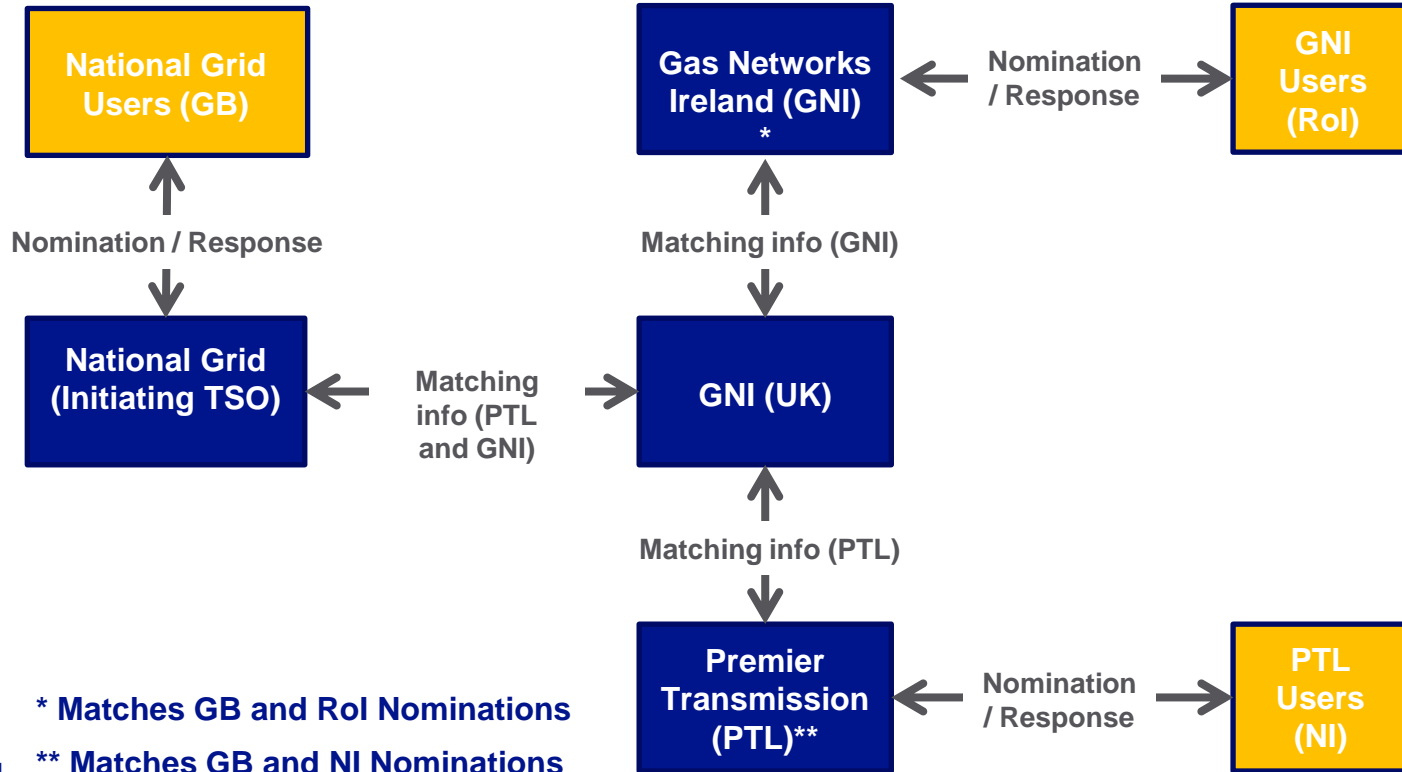 National Grid
Users (GB)
Gas Networks
Ireland (GNI)
*
Nomination
/ Response
GNI
Users
(RoI)
Nomination / Response
Matching info (GNI)
National Grid
(Initiating TSO)
Matching
info (PTL
and GNI)
GNI (UK)
Matching info (PTL)
Premier
Transmission
(PTL)**
Nomination
/ Response
PTL
Users
(NI)
* Matches GB and RoI Nominations
** Matches GB and NI Nominations